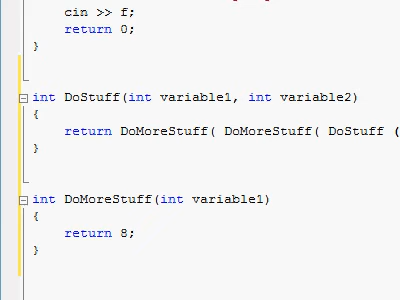 cin >> f;
return 0;
}
int DoStuff(int variable1, int variable2)
{
return DoMoreStuff( DoMoreStuff( DoStuff (
}
int DoMoreStuff(int variable1)
{
return 8;
}